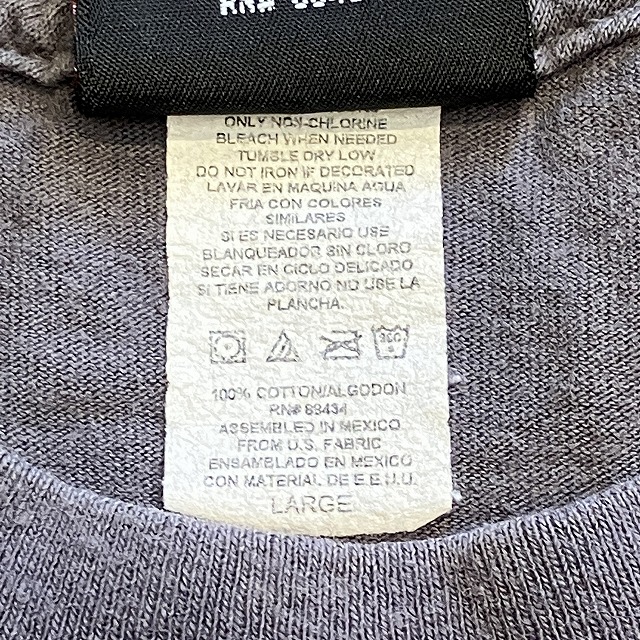 RN#
ONLY NON-CHLORINE
BLEACH WHEN NEEDED
TUMBLE DRY LOW
DO NOT IRON IF DECORATED
LAVAR EN MAQUINA AGUA
FRIA CON COLORES
SIMILARES
SI ES NECESARIO USE
BLANQUEADOR SIN CLORO
SECAR EN CICLO DELICADO
SI TIENE ADORNO NO USE LA
PLANCHA.
100% COTTON/ALGODON
RN# 93434
ASSEMBLED IN MEXICO
FROM U.S. FABRIC
ENSAMBLADO EN MEXICO
CON MATERIAL DE E.E.U.U.
LARGE